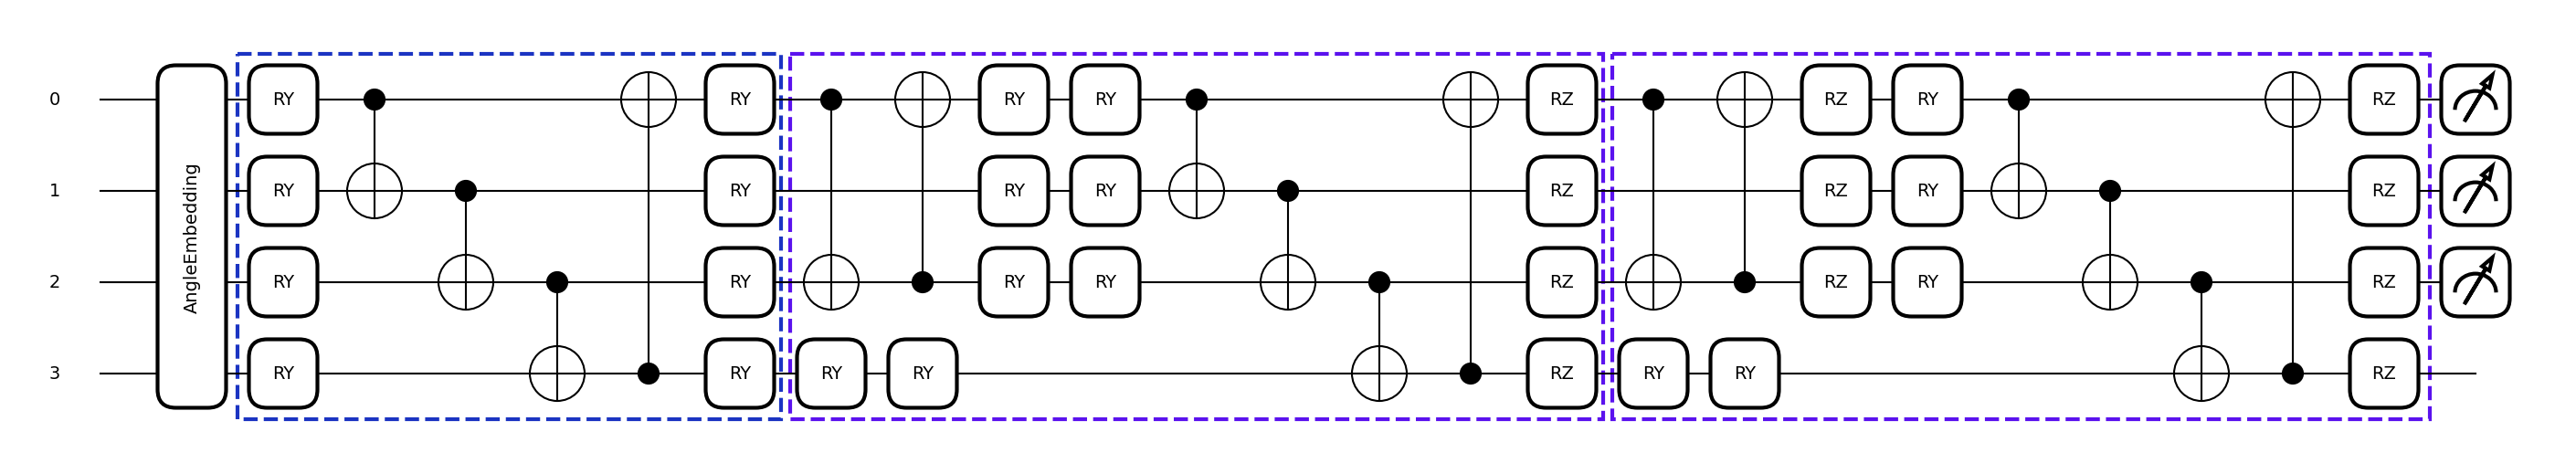 0 RY RY RY RY RZ RZ RY RZ
1 RY RY RY RY RZ RZ RY RZ
AngleEmbedding
2 RY RY RY RY RZ RZ RY RZ
3 RY RY RY RY RZ RY RY RZ